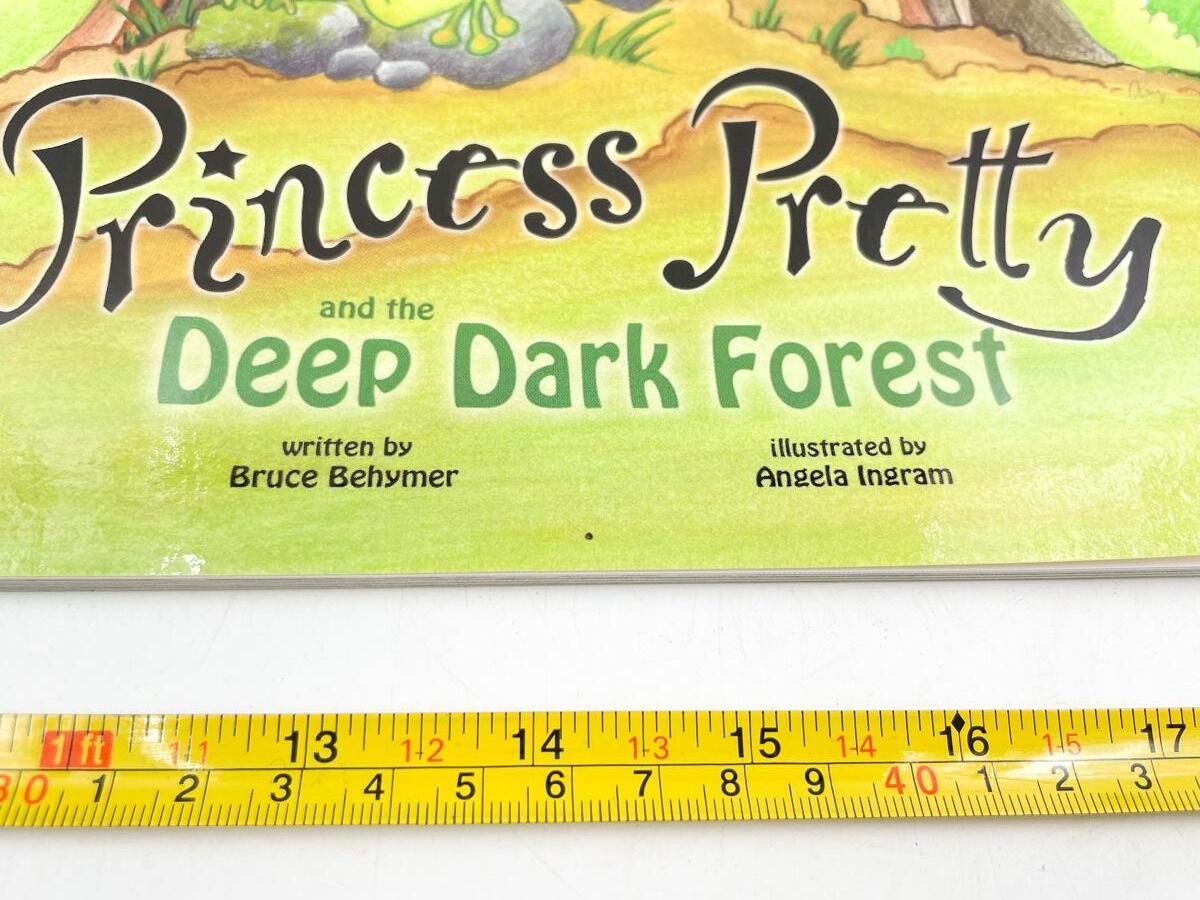 Princess Pretty
and the
Deep Dark Forest
written by
Bruce Behymer
illustrated by
Angela Ingram
1ft 1-1 13 1-2 14 1-3 15 1-4 16 1-5 17
30 1 2 3 4 5 6 7 8 9 40 1 2 3